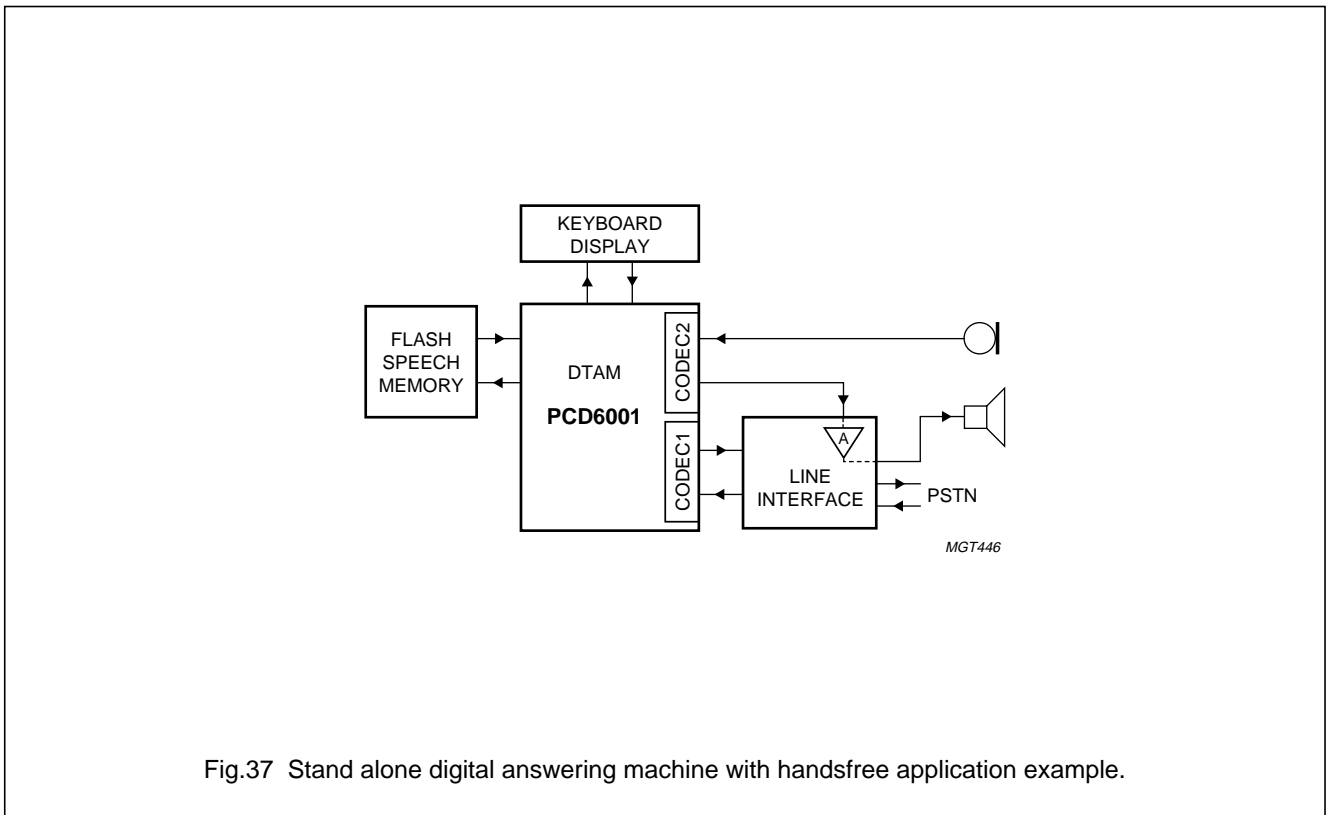 KEYBOARD
DISPLAY
FLASH
SPEECH
MEMORY
DTAM
PCD6001
CODEC2
CODEC1
A
LINE
INTERFACE
PSTN
MGT446
Fig.37 Stand alone digital answering machine with handsfree application example.